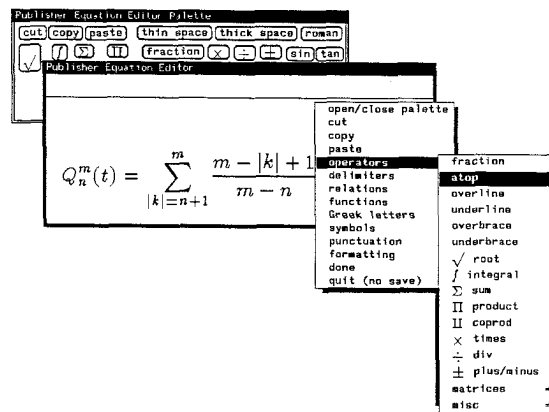 Publisher Equation Editor Palette
cut copy paste thin space thick space roman
√ ∫ Σ Π fraction × ÷ ± sin tan
Publisher Equation Editor
Q_n^m(t) = \sum_{|k|=n+1}^{m} \frac{m - |k| + 1}{m - n}
open/close palette
cut
copy
paste
operators
delimiters
relations
functions
Greek letters
symbols
punctuation
formatting
done
quit (no save)
fraction
atop
overline
underline
overbrace
underbrace
√ root
∫ integral
Σ sum
Π product
∐ coprod
× times
÷ div
± plus/minus
matrices
misc